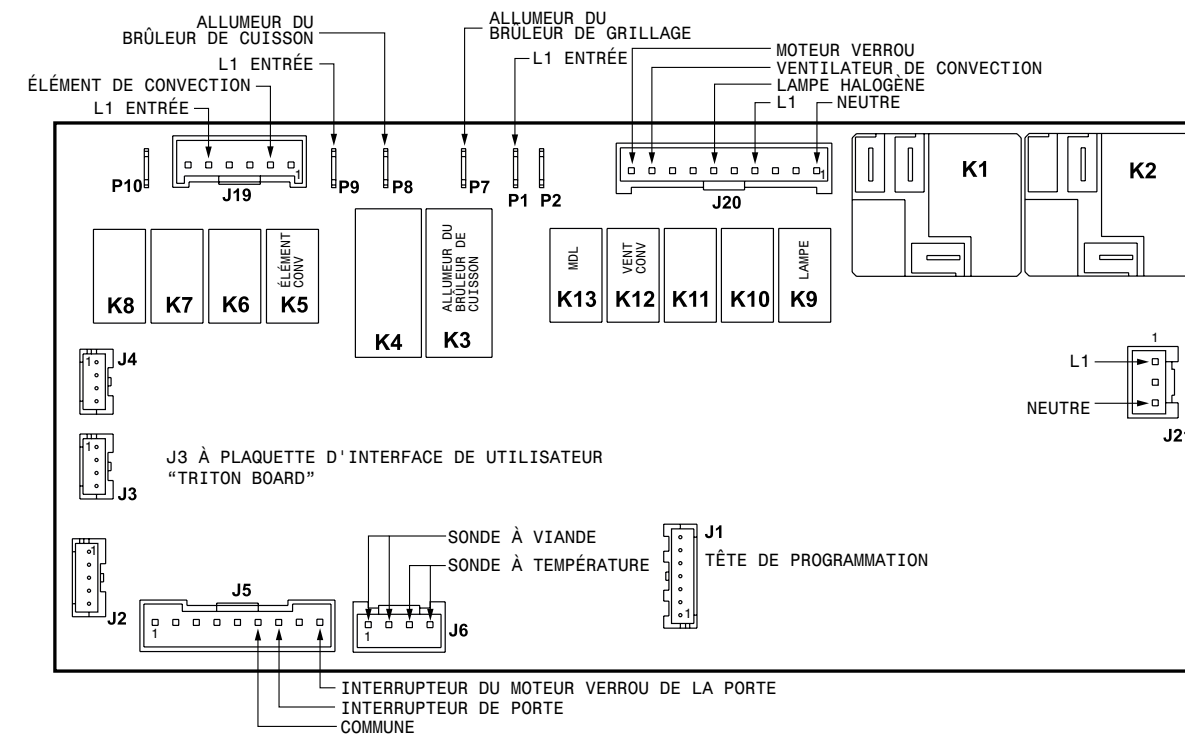 ALLUMEUR DU
BRÛLEUR DE CUISSON
ALLUMEUR DU
BRÛLEUR DE GRILLAGE
L1 ENTRÉE
L1 ENTRÉE
MOTEUR VERROU
VENTILATEUR DE CONVECTION
ÉLÉMENT DE CONVECTION
LAMPE HALOGÈNE
L1 ENTRÉE
L1
NEUTRE
P10
1
J19
P9
P8
P7
P1
P2
1
J20
K1
K2
K8
K7
K6
ÉLÉMENT
CONV
K5
K4
ALLUMEUR DU
BRÛLEUR DE
CUISSON
K3
MDL
K13
VENT
CONV
K12
K11
K10
LAMPE
K9
1
J4
1
L1
NEUTRE
J21
1
J3
J3 À PLAQUETTE D'INTERFACE DE UTILISATEUR
“TRITON BOARD”
1
J2
J5
1
SONDE À VIANDE
SONDE À TEMPÉRATURE
1
J6
J1
TÊTE DE PROGRAMMATION
1
INTERRUPTEUR DU MOTEUR VERROU DE LA PORTE
INTERRUPTEUR DE PORTE
COMMUNE